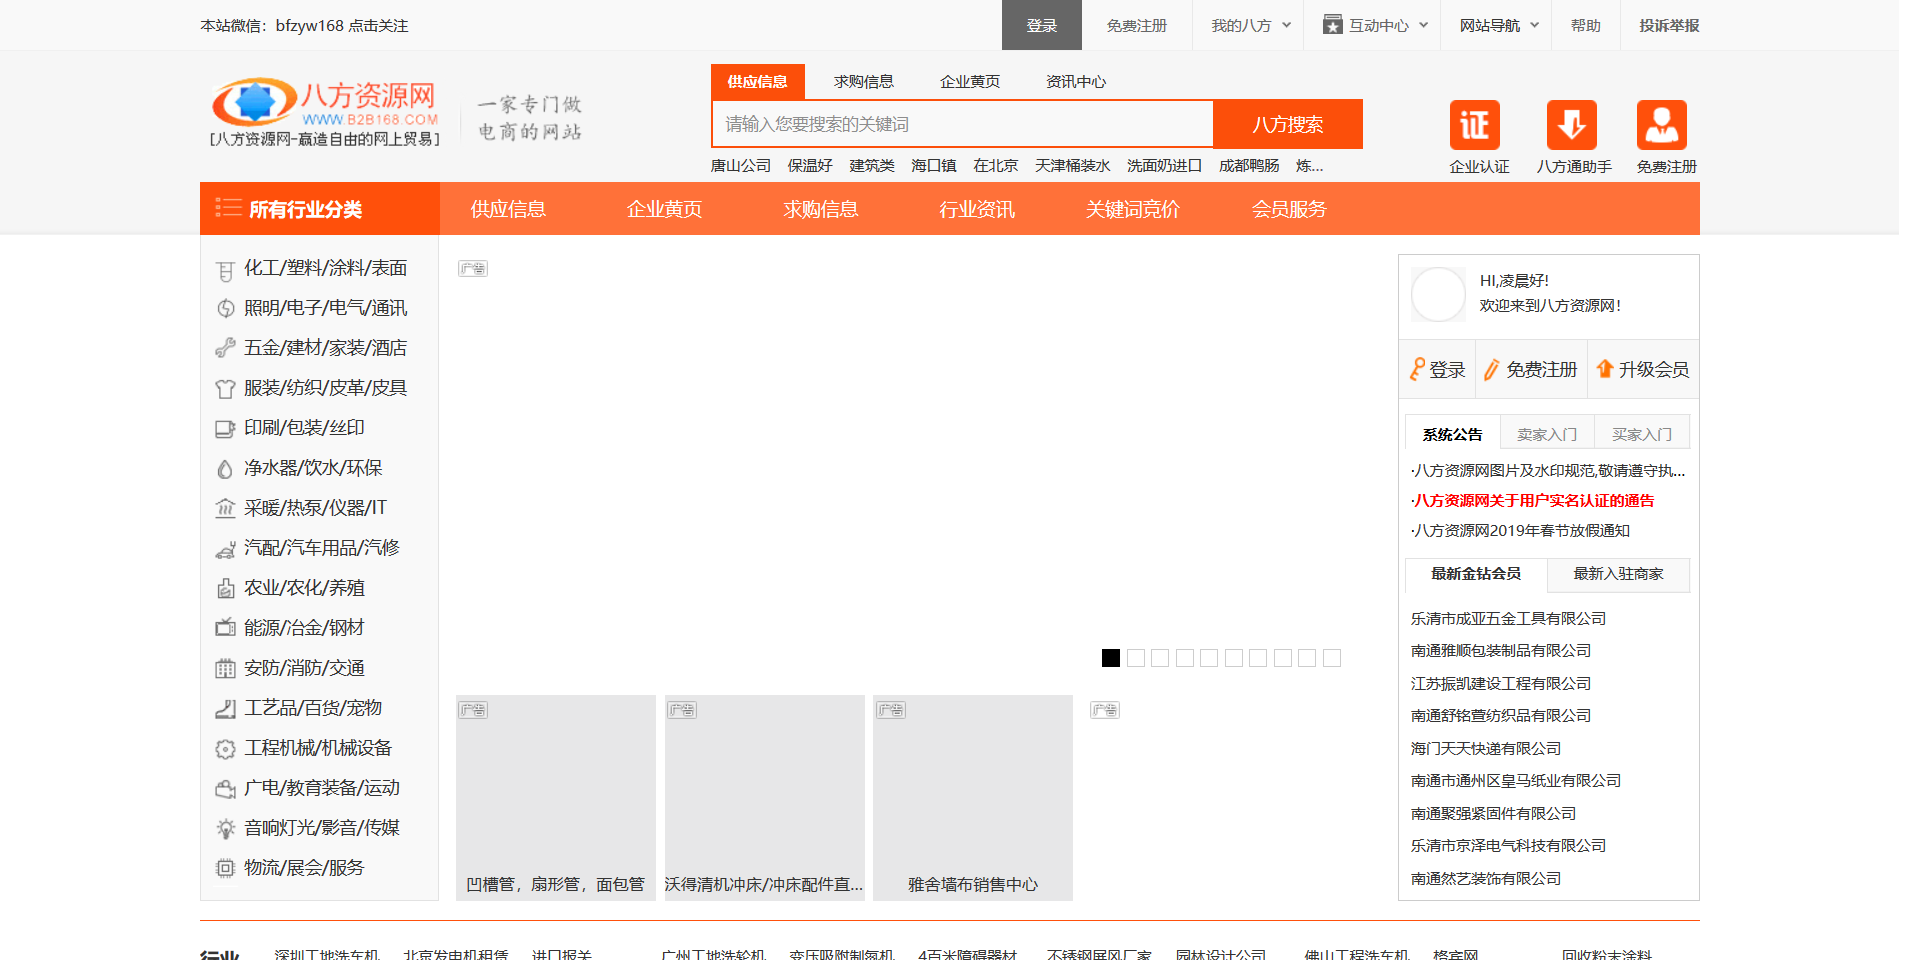 本站微信：bfzyw168 点击关注
登录 免费注册 我的八方 互动中心 网站导航 帮助 投诉举报
八方资源网
WWW.B2B168.COM
[八方资源网-赢造自由的网上贸易]
一家专门做
电商的网站
供应信息 求购信息 企业黄页 资讯中心
请输入您要搜索的关键词 八方搜索
唐山公司 保温好 建筑类 海口镇 在北京 天津桶装水 洗面奶进口 成都鸭肠 炼...
证
企业认证 八方通助手 免费注册
所有行业分类 供应信息 企业黄页 求购信息 行业资讯 关键词竞价 会员服务
化工/塑料/涂料/表面
照明/电子/电气/通讯
五金/建材/家装/酒店
服装/纺织/皮革/皮具
印刷/包装/丝印
净水器/饮水/环保
采暖/热泵/仪器/IT
汽配/汽车用品/汽修
农业/农化/养殖
能源/冶金/钢材
安防/消防/交通
工艺品/百货/宠物
工程机械/机械设备
广电/教育装备/运动
音响灯光/影音/传媒
物流/展会/服务
广告
广告 广告 广告 广告
凹槽管，扇形管，面包管 沃得清机冲床/冲床配件直... 雅舍墙布销售中心
HI,凌晨好!
欢迎来到八方资源网！
登录 免费注册 升级会员
系统公告 卖家入门 买家入门
·八方资源网图片及水印规范,敬请遵守执...
·八方资源网关于用户实名认证的通告
·八方资源网2019年春节放假通知
最新金钻会员 最新入驻商家
乐清市成亚五金工具有限公司
南通雅顺包装制品有限公司
江苏振凯建设工程有限公司
南通舒铭萱纺织品有限公司
海门天天快递有限公司
南通市通州区皇马纸业有限公司
南通聚强紧固件有限公司
乐清市京泽电气科技有限公司
南通然艺装饰有限公司
行业 深圳工地洗车机 北京发电机租赁 进口报关 广州工地洗轮机 变压吸附制氮机 4百米障碍器材 不锈钢屏风厂家 园林设计公司 佛山工程洗车机 格宾网 回收粉末涂料